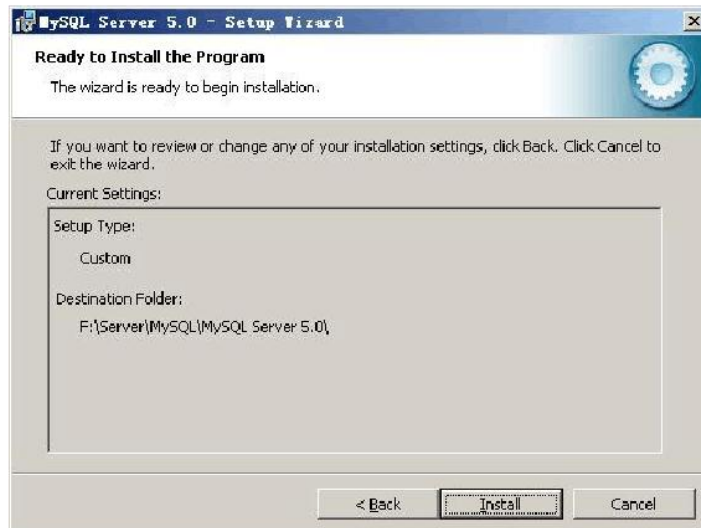 MySQL Server 5.0 - Setup Wizard
Ready to Install the Program
The wizard is ready to begin installation.
If you want to review or change any of your installation settings, click Back. Click Cancel to
exit the wizard.
Current Settings:
Setup Type:
Custom
Destination Folder:
F:\Server\MySQL\MySQL Server 5.0\
< Back
Install
Cancel